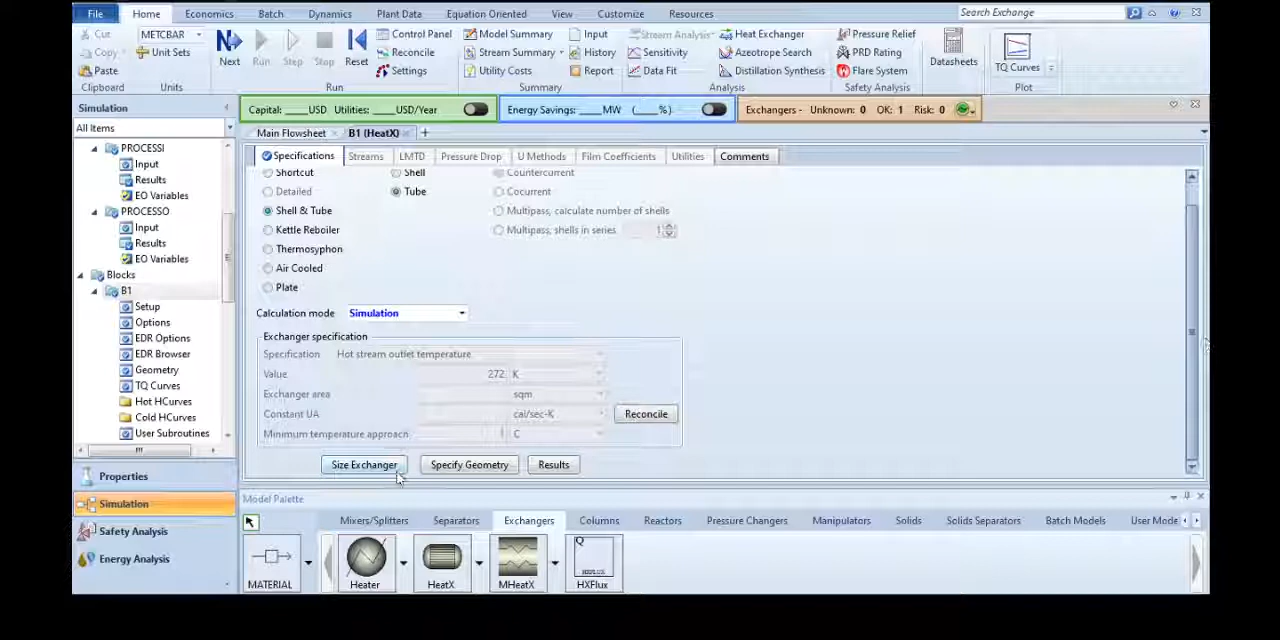 File Home Economics Batch Dynamics Plant Data Equation Oriented View Customize Resources Search Exchange
Cut METCBAR Control Panel Model Summary Input Stream Analysis Heat Exchanger Pressure Relief
Copy Unit Sets Next Run Step Stop Reset Reconcile Stream Summary History Sensitivity Azeotrope Search PRD Rating Datasheets TQ Curves
Paste Settings Utility Costs Report Data Fit Distillation Synthesis Flare System
Clipboard Units Run Summary Analysis Safety Analysis Plot
Simulation Capital: ____USD Utilities: ____USD/Year Energy Savings: ____MW (____%) Exchangers - Unknown: 0 OK: 1 Risk: 0
All Items
PROCESSI
Input
Results
EO Variables
PROCESSO
Input
Results
EO Variables
Blocks
B1
Setup
Options
EDR Options
EDR Browser
Geometry
TQ Curves
Hot HCurves
Cold HCurves
User Subroutines
Properties
Simulation
Safety Analysis
Energy Analysis
Main Flowsheet B1 (HeatX) +
Specifications Streams LMTD Pressure Drop U Methods Film Coefficients Utilities Comments
Shortcut Shell Countercurrent
Detailed Tube Cocurrent
Shell & Tube Multipass, calculate number of shells
Kettle Reboiler Multipass, shells in series 1
Thermosyphon
Air Cooled
Plate
Calculation mode Simulation
Exchanger specification
Specification Hot stream outlet temperature
Value 272 K
Exchanger area sqm
Constant UA cal/sec-K Reconcile
Minimum temperature approach 1 C
Size Exchanger Specify Geometry Results
Model Palette
Mixers/Splitters Separators Exchangers Columns Reactors Pressure Changers Manipulators Solids Solids Separators Batch Models User Mode
MATERIAL Heater HeatX MHeatX HXFlux